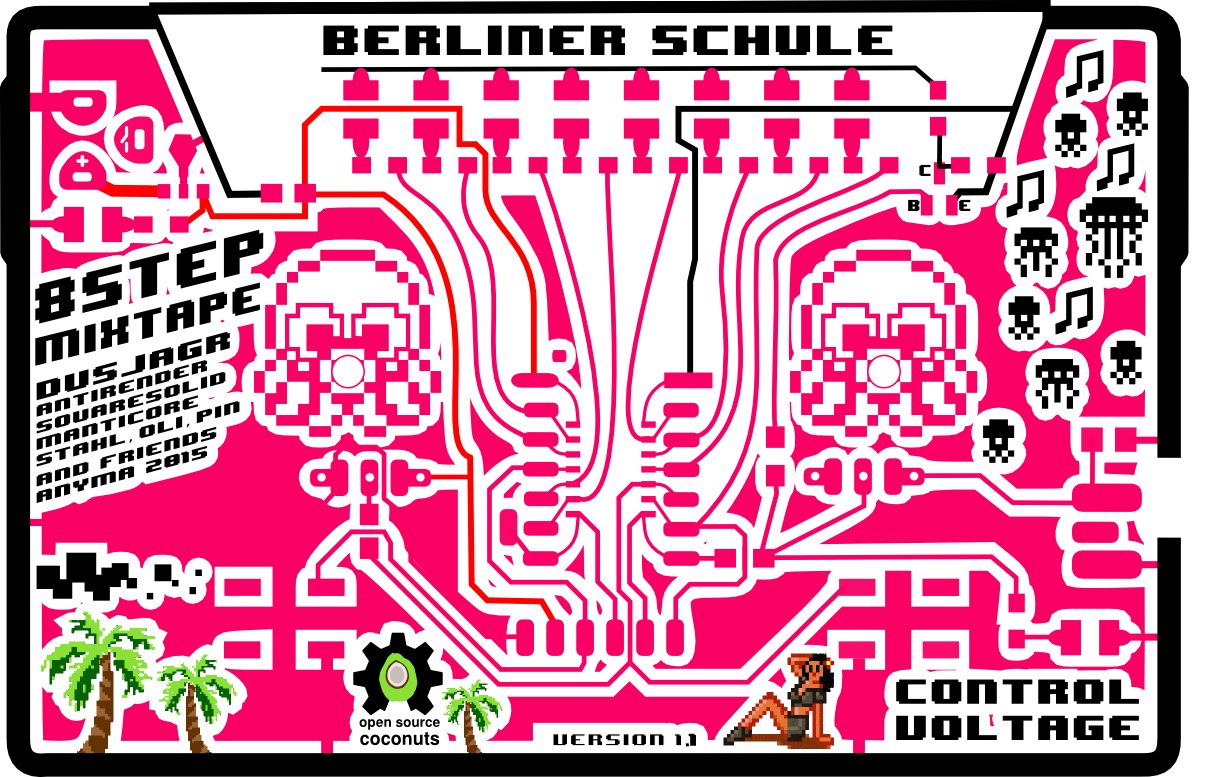 BERLINER SCHULE
C
B E
8STEP
MIXTAPE
DUSJAGR
ANTIRENDER
SQUARESOLID
MANTICORE
STAHL, OLI, PIN
AND FRIENDS
ANYMA 2015
open source
coconuts
VERSION 1.1
CONTROL
VOLTAGE